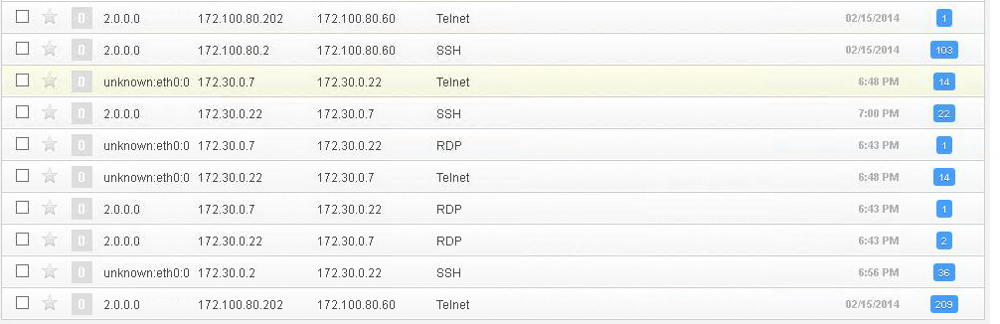 0 2.0.0.0 172.100.80.202 172.100.80.60 Telnet 02/15/2014 1
0 2.0.0.0 172.100.80.2 172.100.80.60 SSH 02/15/2014 103
0 unknown:eth0:0 172.30.0.7 172.30.0.22 Telnet 6:48 PM 14
0 2.0.0.0 172.30.0.22 172.30.0.7 SSH 7:00 PM 22
0 unknown:eth0:0 172.30.0.7 172.30.0.22 RDP 6:43 PM 1
0 unknown:eth0:0 172.30.0.22 172.30.0.7 Telnet 6:48 PM 14
0 2.0.0.0 172.30.0.7 172.30.0.22 RDP 6:43 PM 1
0 2.0.0.0 172.30.0.22 172.30.0.7 RDP 6:43 PM 2
0 unknown:eth0:0 172.30.0.2 172.30.0.22 SSH 6:56 PM 36
0 2.0.0.0 172.100.80.202 172.100.80.60 Telnet 02/15/2014 209